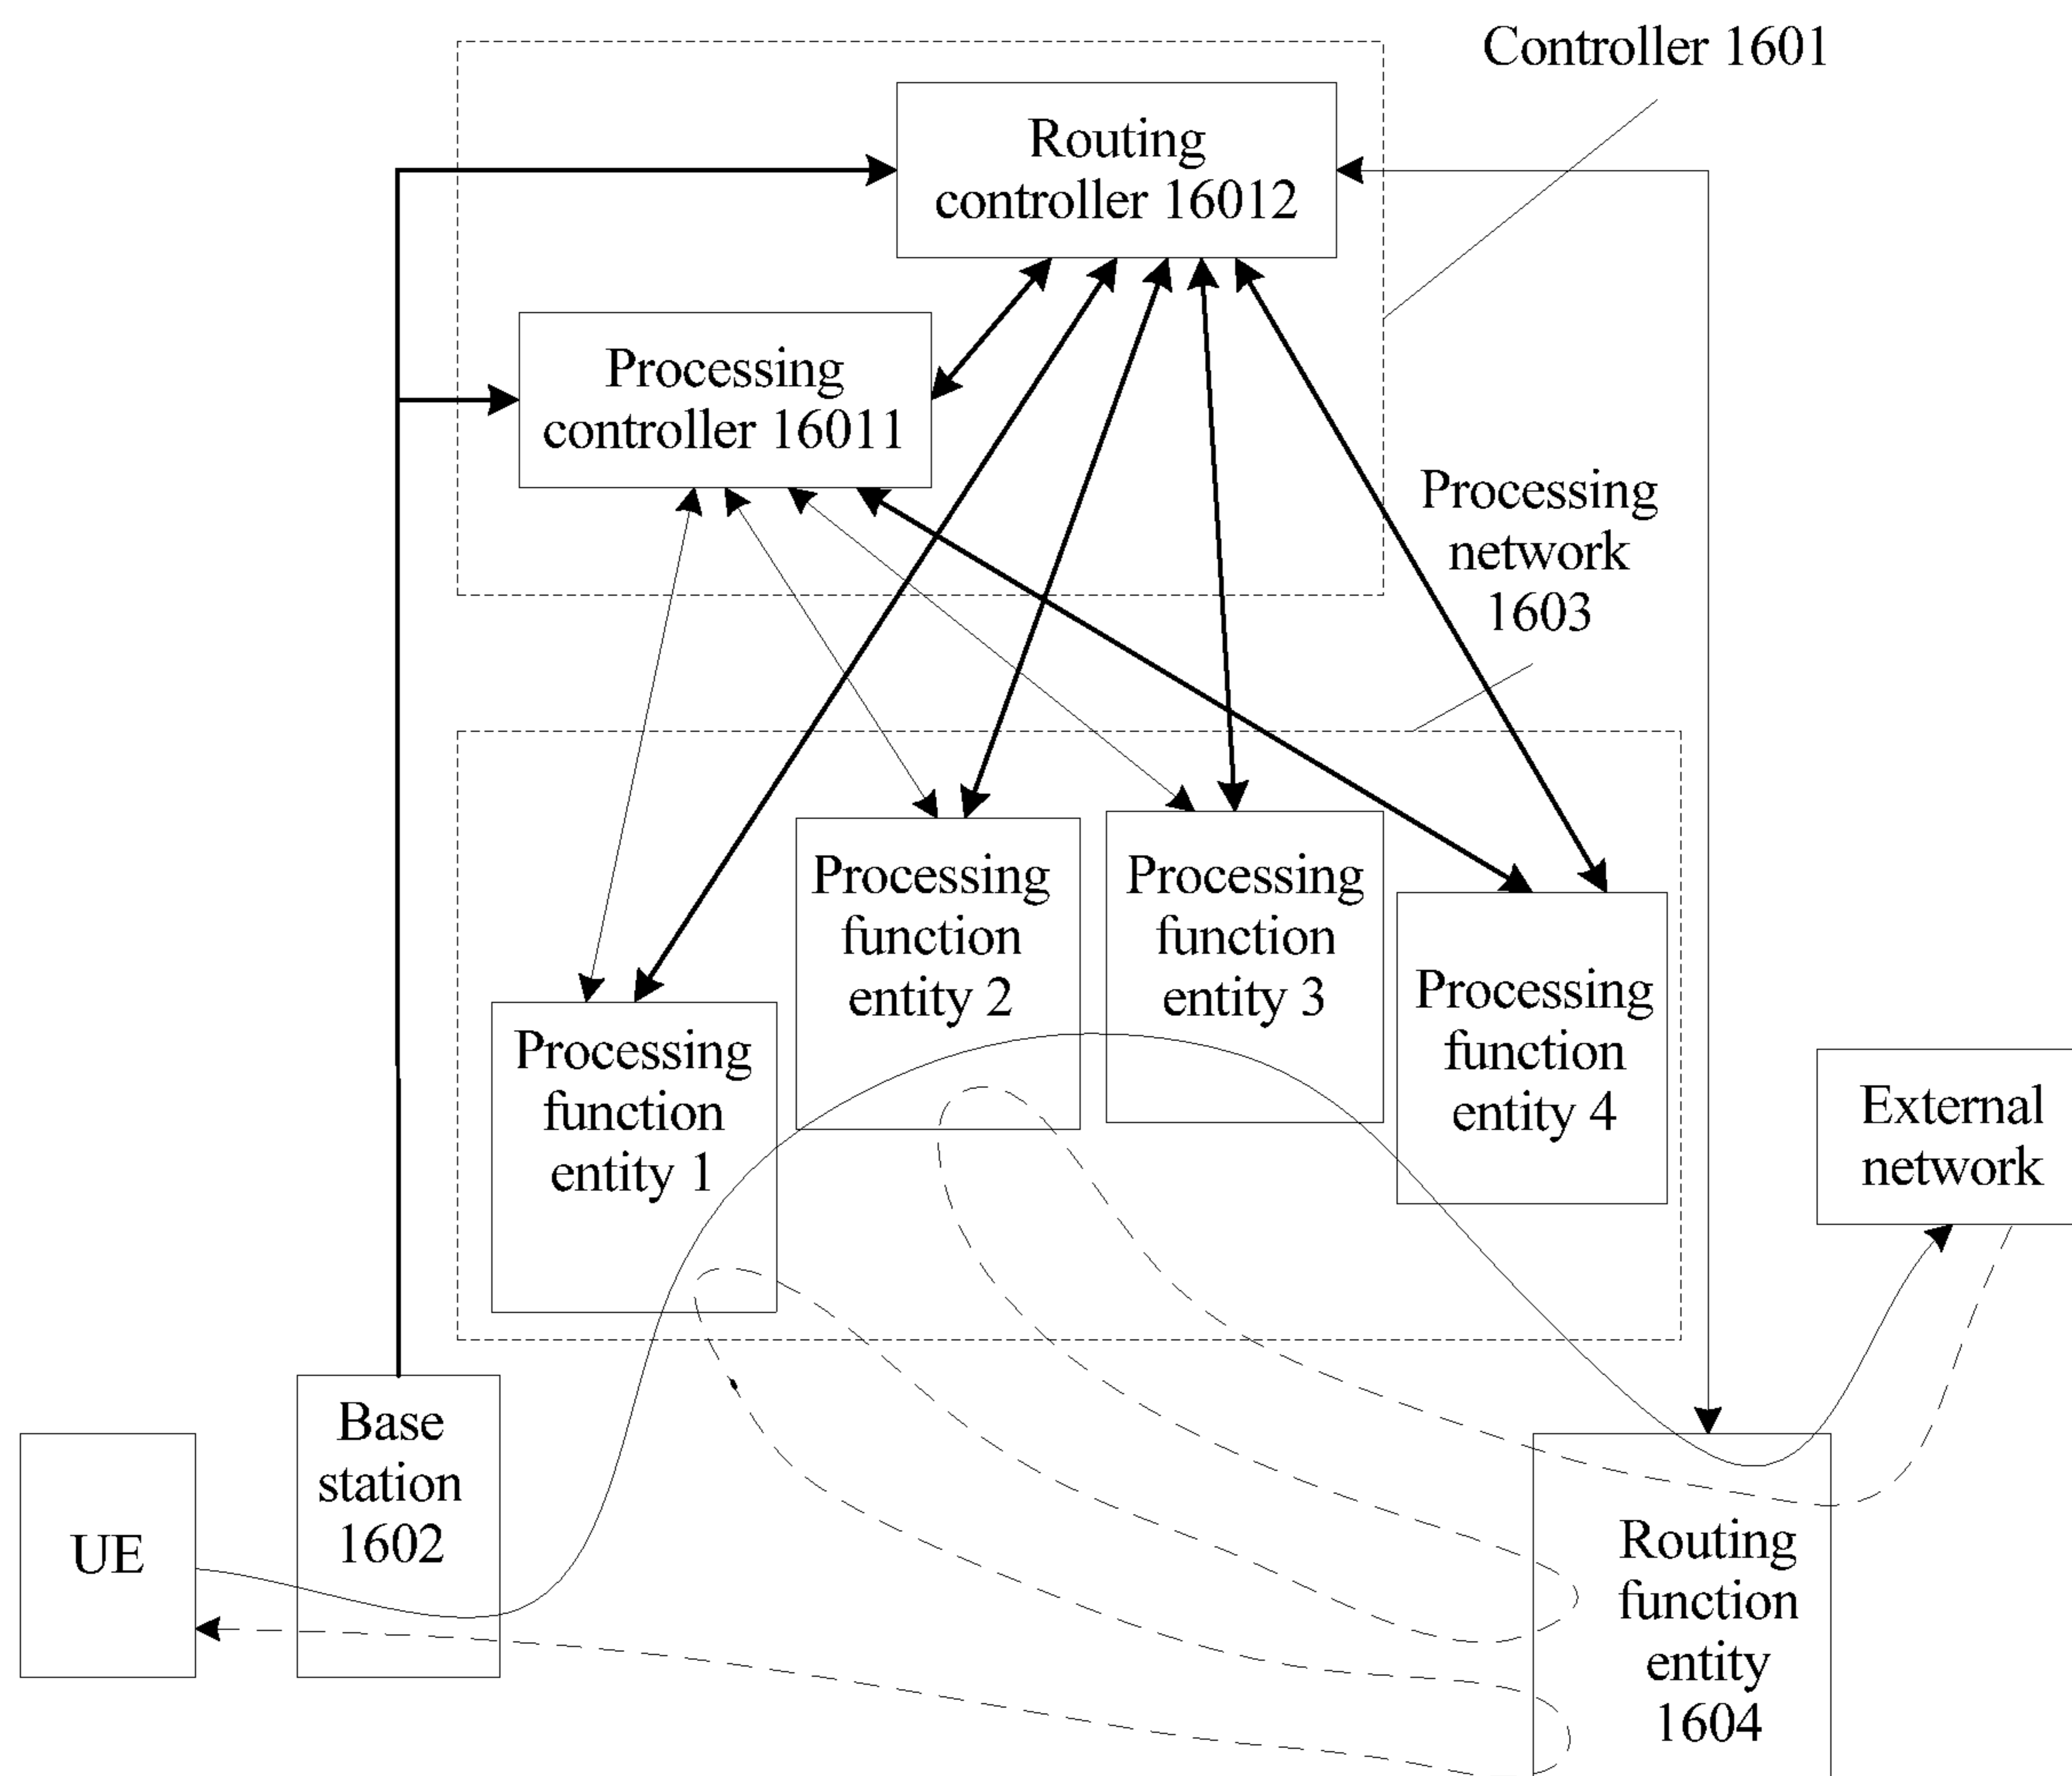 Controller 1601
Routing
controller 16012
Processing
controller 16011
Processing
network
1603
Processing
function
entity 1
Processing
function
entity 2
Processing
function
entity 3
Processing
function
entity 4
External
network
Base
station
1602
UE
Routing
function
entity
1604